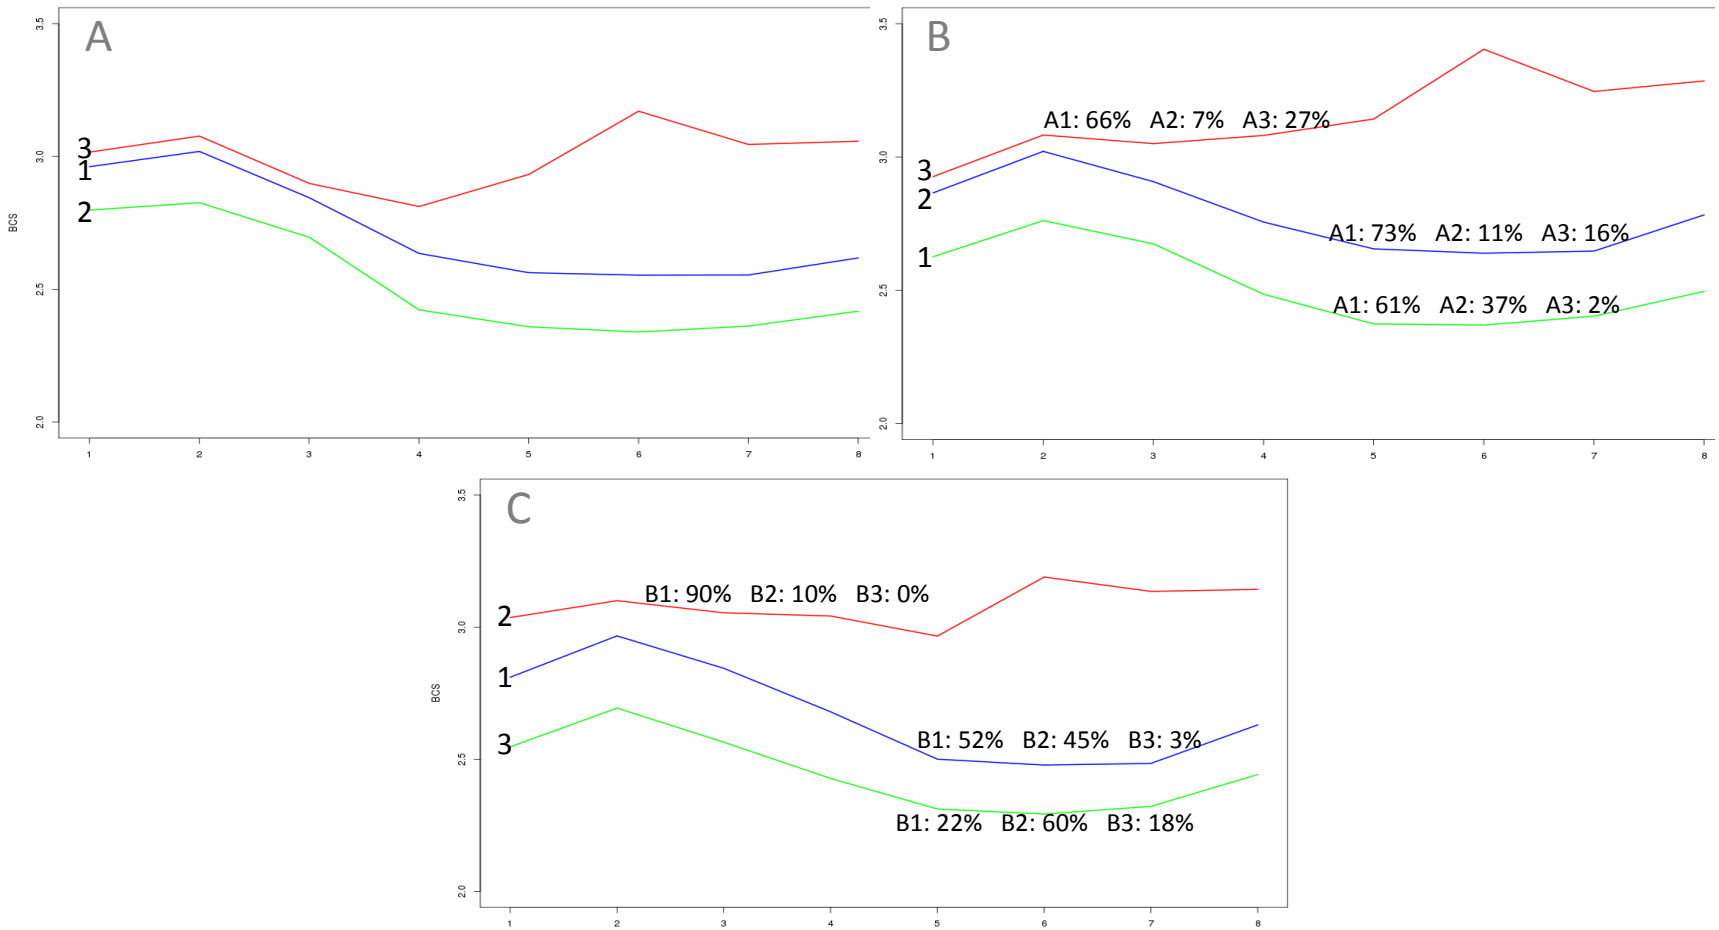 A
3.5
3.0
2.5
2.0
BCS
3
1
2
1 2 3 4 5 6 7 8
B
3.5
3.0
2.5
2.0
A1: 66% A2: 7% A3: 27%
3
2
1
A1: 73% A2: 11% A3: 16%
A1: 61% A2: 37% A3: 2%
1 2 3 4 5 6 7 8
C
3.5
3.0
2.5
2.0
BCS
B1: 90% B2: 10% B3: 0%
2
1
3
B1: 52% B2: 45% B3: 3%
B1: 22% B2: 60% B3: 18%
1 2 3 4 5 6 7 8